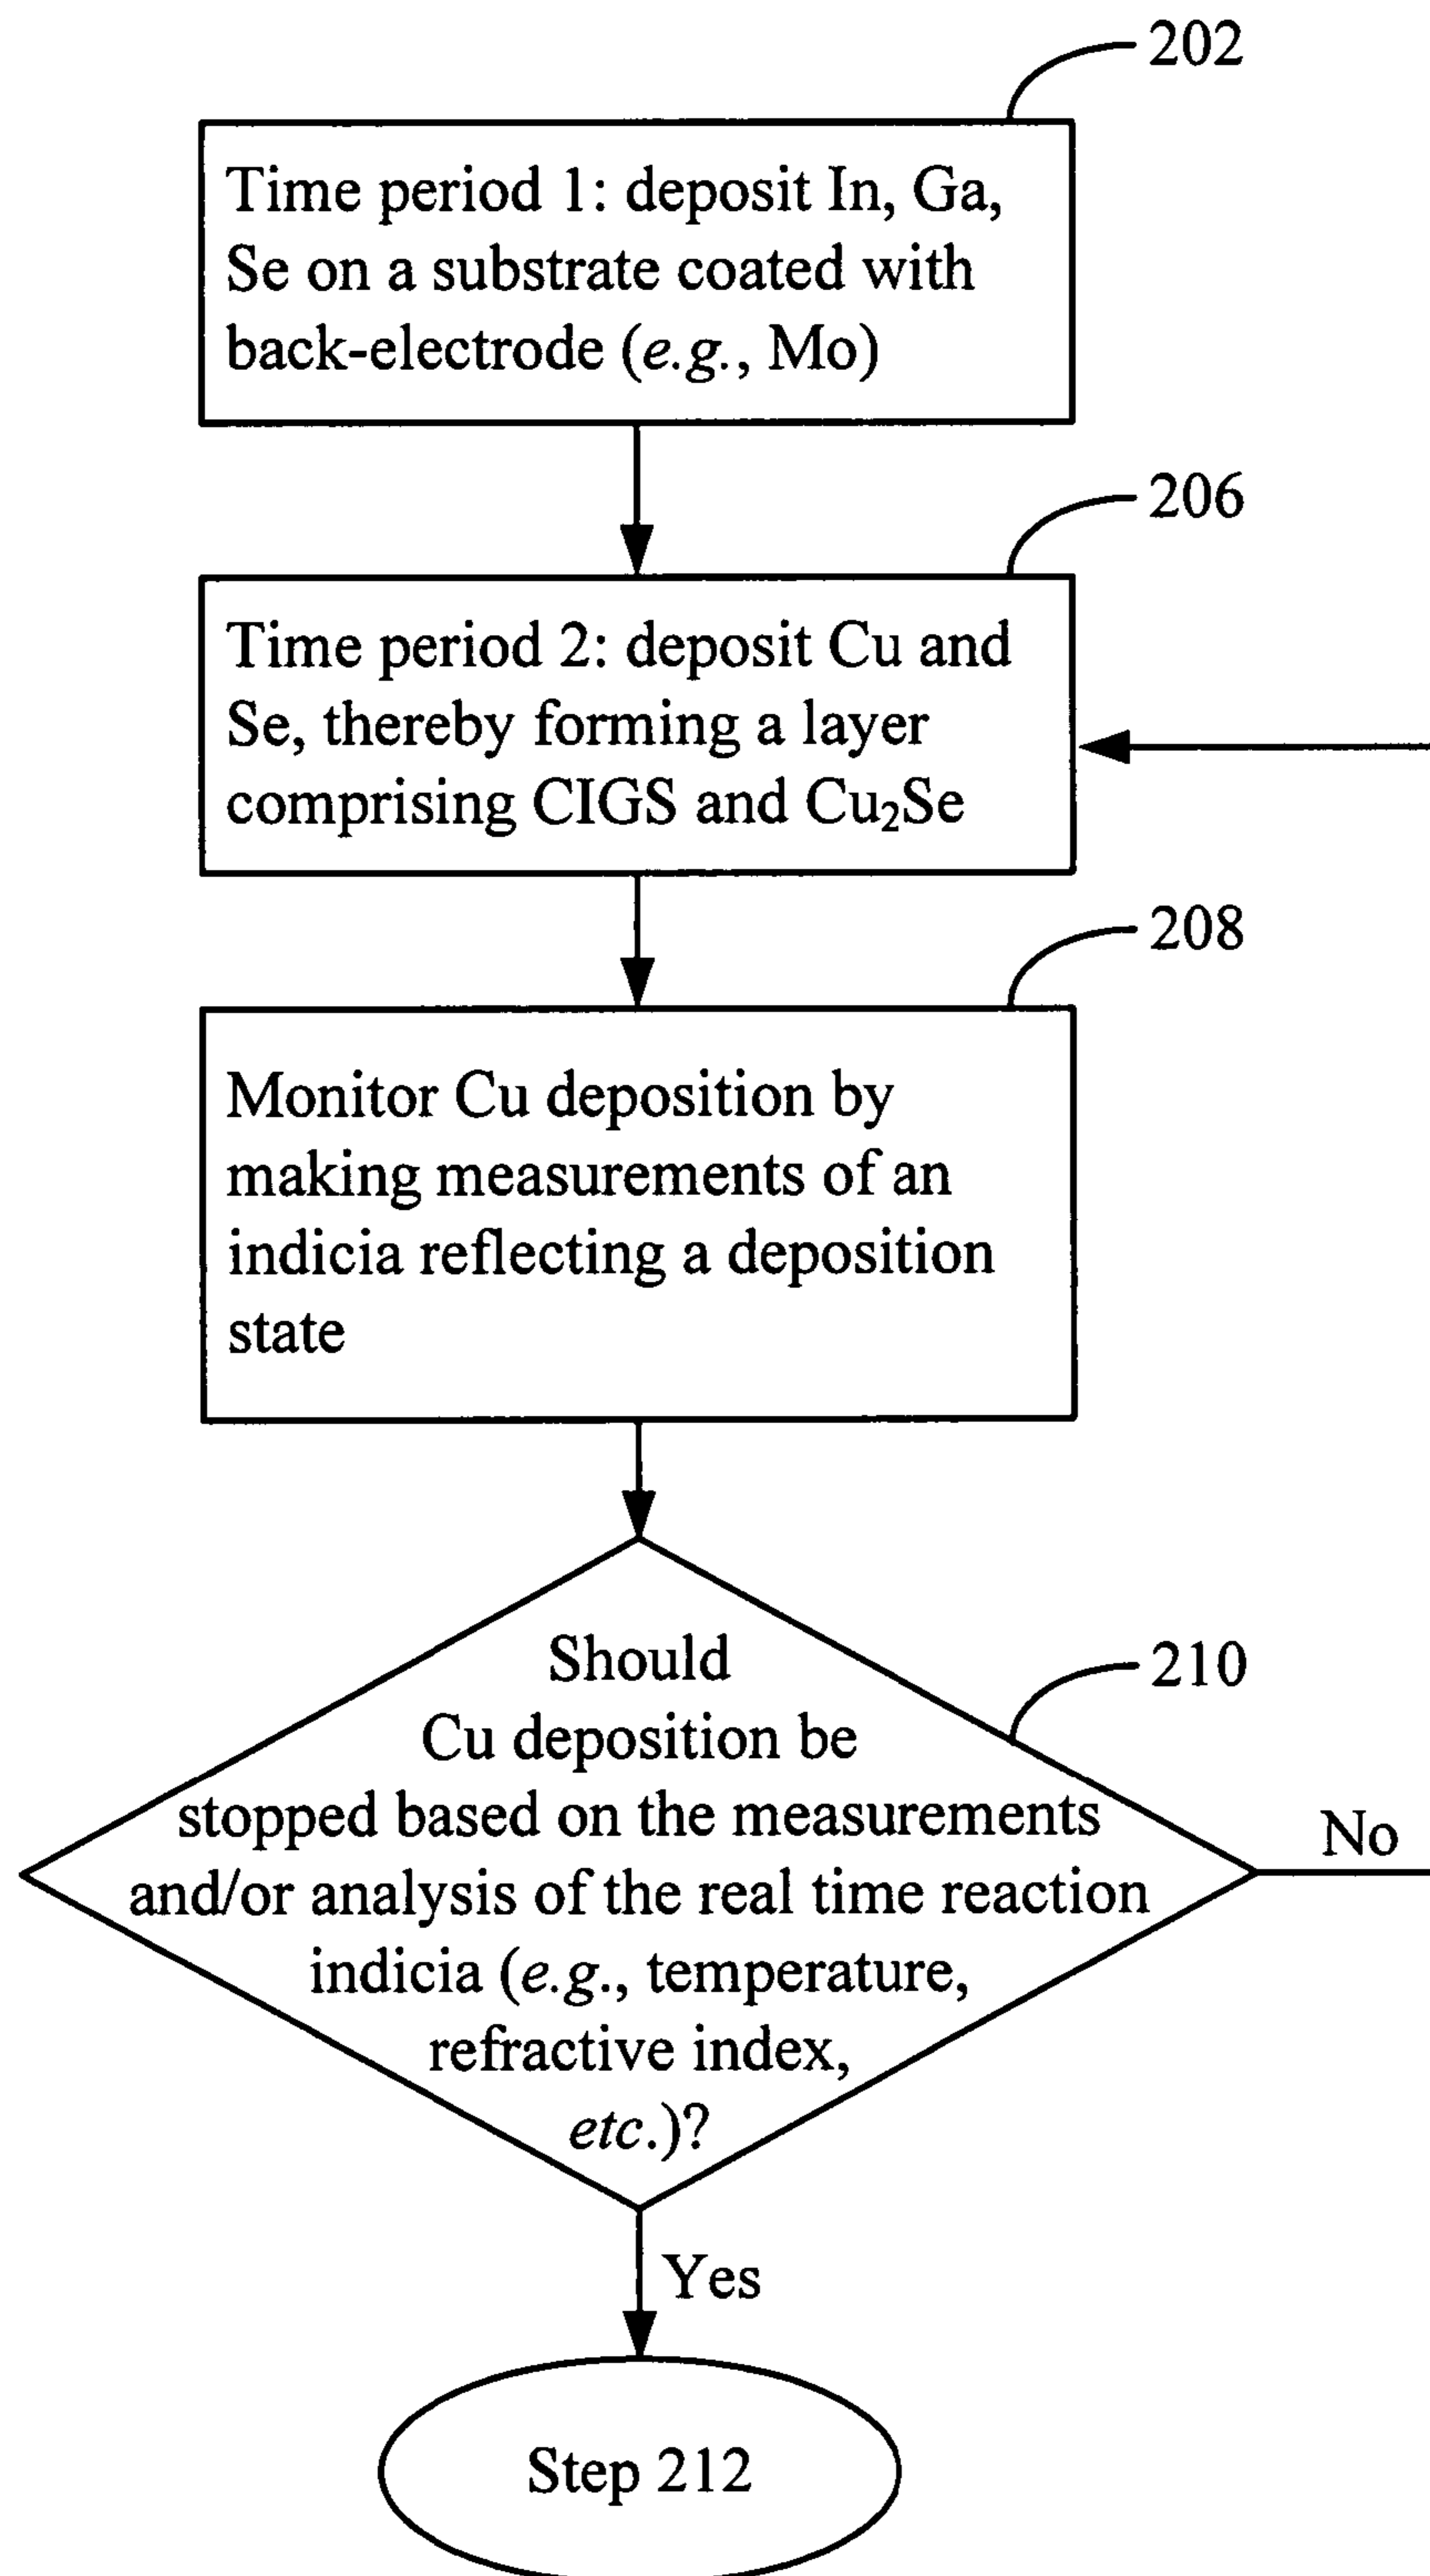 202
Time period 1: deposit In, Ga,
Se on a substrate coated with
back-electrode (e.g., Mo)
206
Time period 2: deposit Cu and
Se, thereby forming a layer
comprising CIGS and Cu₂Se
208
Monitor Cu deposition by
making measurements of an
indicia reflecting a deposition
state
210
Should
Cu deposition be
stopped based on the measurements
and/or analysis of the real time reaction
indicia (e.g., temperature,
refractive index,
etc.)?
No
Yes
Step 212